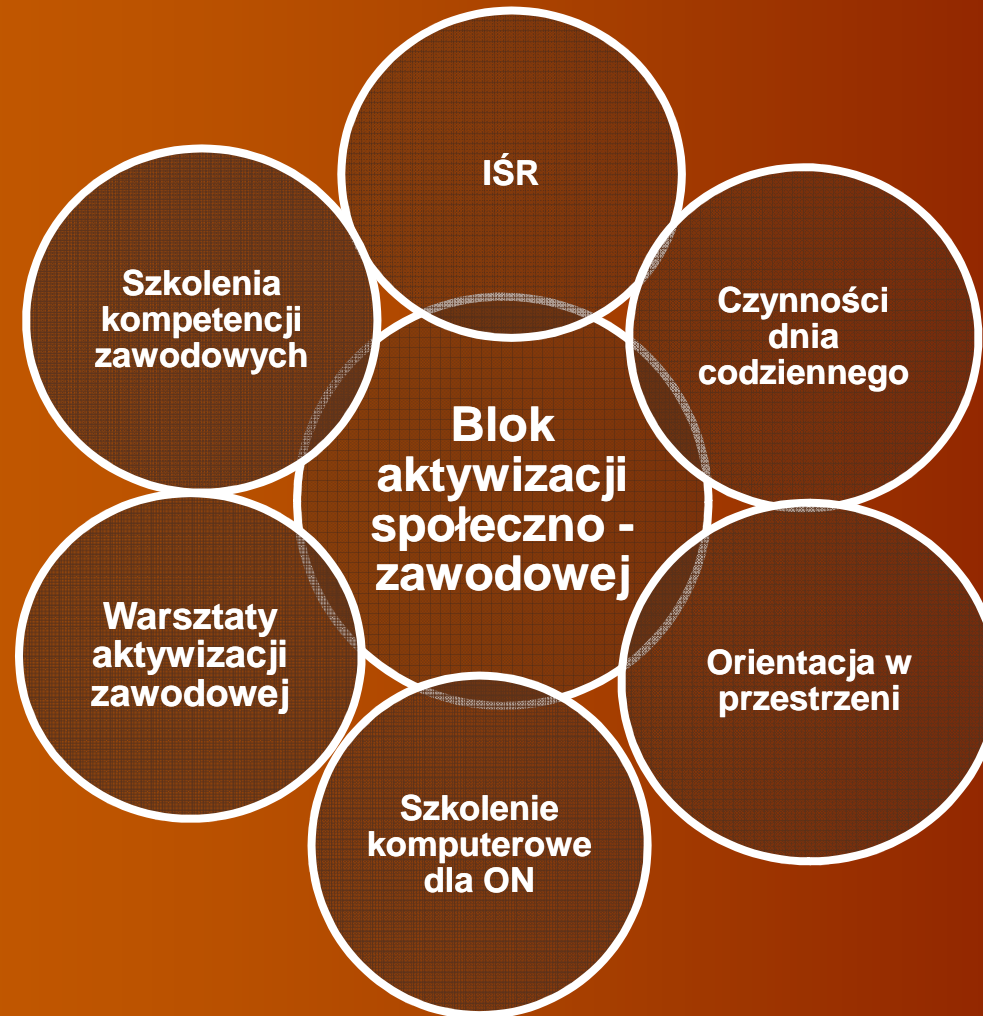 IŚR
Szkolenia
kompetencji
zawodowych
Czynności
dnia
codziennego
Blok
aktywizacji
społeczno -
zawodowej
Warsztaty
aktywizacji
zawodowej
Orientacja w
przestrzeni
Szkolenie
komputerowe
dla ON